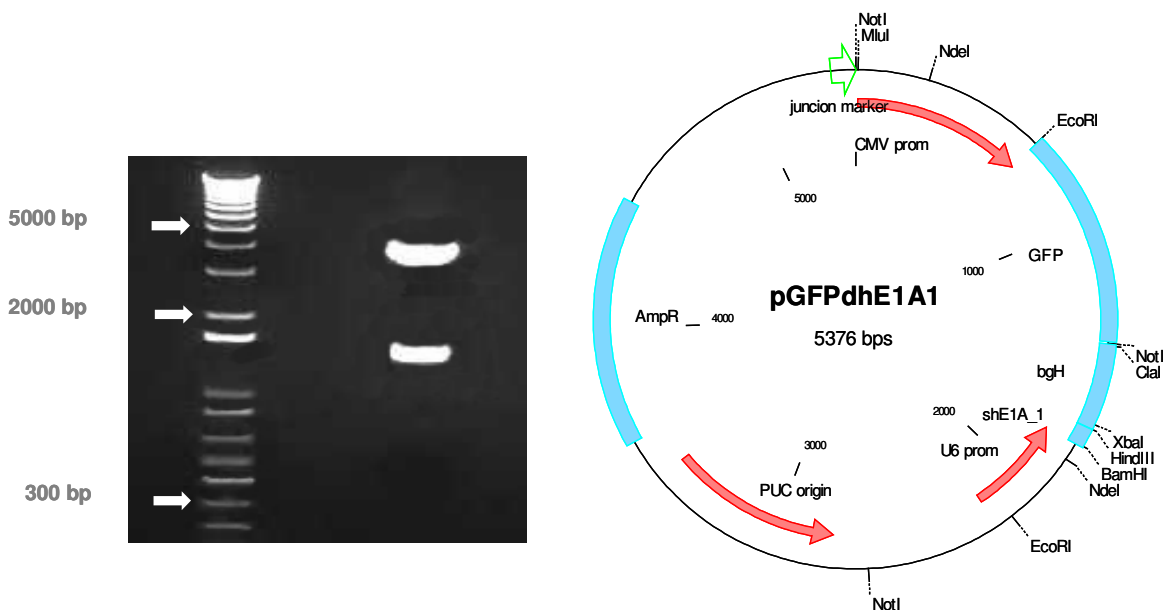 5000 bp
2000 bp
300 bp
NotI
MluI
NdeI
juncion marker
EcoRI
CMV prom
5000
GFP
1000
pGFPdhE1A1
5376 bps
AmpR
4000
NotI
ClaI
bgH
2000
shE1A_1
U6 prom
XbaI
HindIII
BamHI
NdeI
3000
PUC origin
EcoRI
NotI